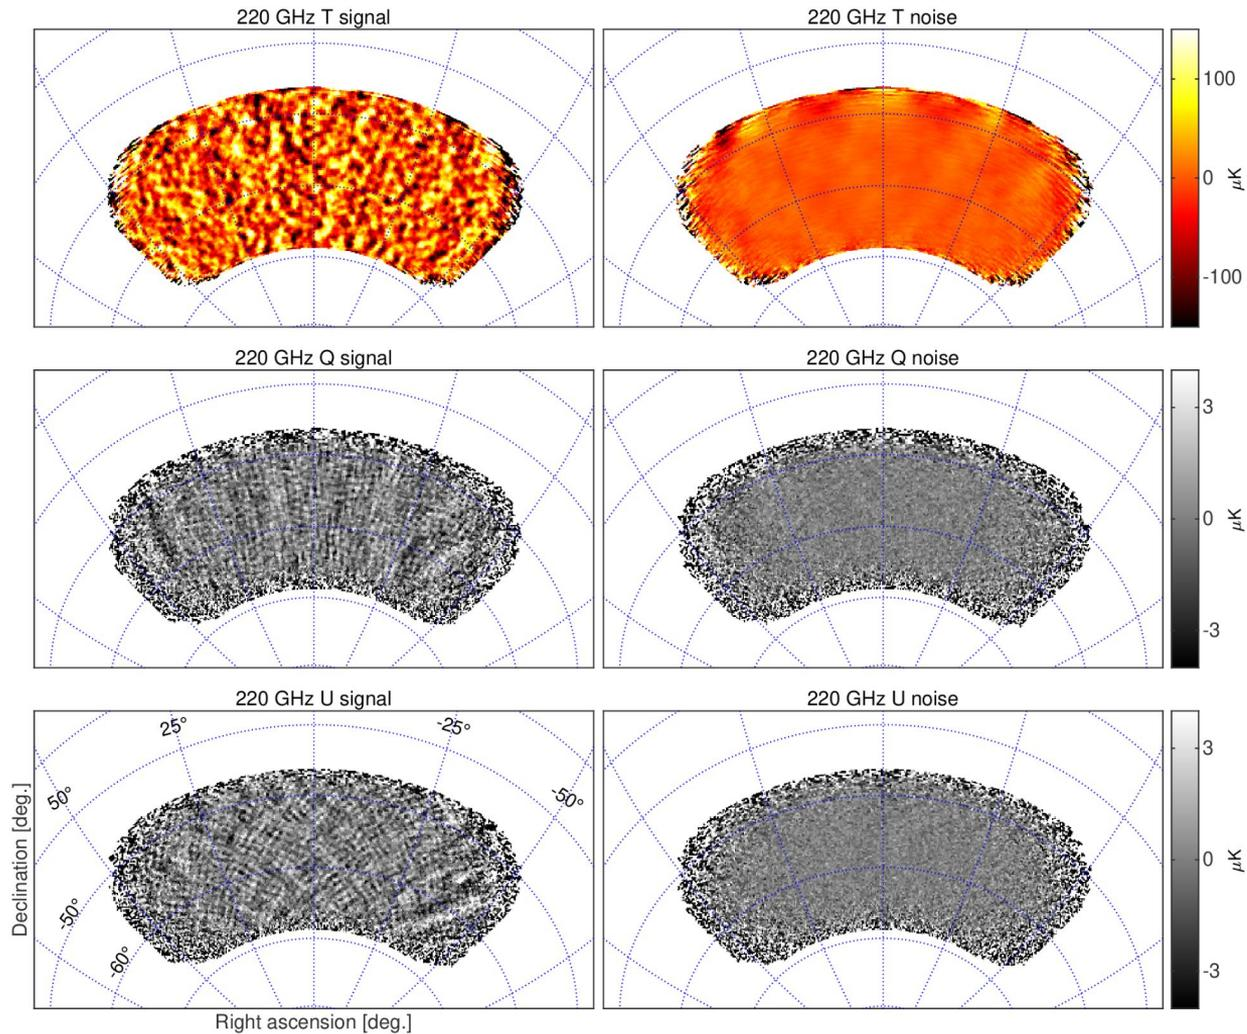 220 GHz T signal
220 GHz T noise
100
0
-100
μK
220 GHz Q signal
220 GHz Q noise
3
0
-3
μK
220 GHz U signal
220 GHz U noise
25°
-25°
50°
-50°
-50°
-60°
3
0
-3
μK
Declination [deg.]
Right ascension [deg.]